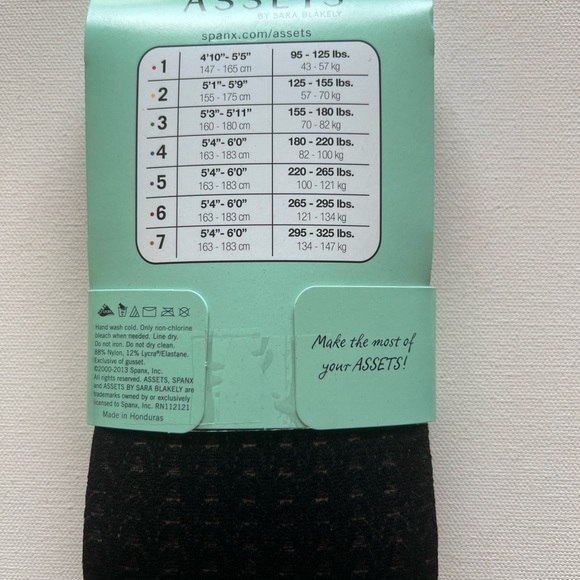 ASSETS
BY SARA BLAKELY
spanx.com/assets
1 4'10"- 5'5" 95 - 125 lbs.
147 - 165 cm 43 - 57 kg
2 5'1"- 5'9" 125 - 155 lbs.
155 - 175 cm 57 - 70 kg
3 5'3"- 5'11" 155 - 180 lbs.
160 - 180 cm 70 - 82 kg
4 5'4"- 6'0" 180 - 220 lbs.
163 - 183 cm 82 - 100 kg
5 5'4"- 6'0" 220 - 265 lbs.
163 - 183 cm 100 - 121 kg
6 5'4"- 6'0" 265 - 295 lbs.
163 - 183 cm 121 - 134 kg
7 5'4"- 6'0" 295 - 325 lbs.
163 - 183 cm 134 - 147 kg
Hand wash cold. Only non-chlorine
bleach when needed. Line dry.
Do not iron. Do not dry clean.
88% Nylon, 12% Lycra®/Elastane.
Exclusive of gusset.
©2000-2013 Spanx, Inc.
All rights reserved. ASSETS, SPANX
and ASSETS BY SARA BLAKELY are
trademarks owned by or exclusively
licensed to Spanx, Inc. RN112121
Made in Honduras
Make the most of
your ASSETS!